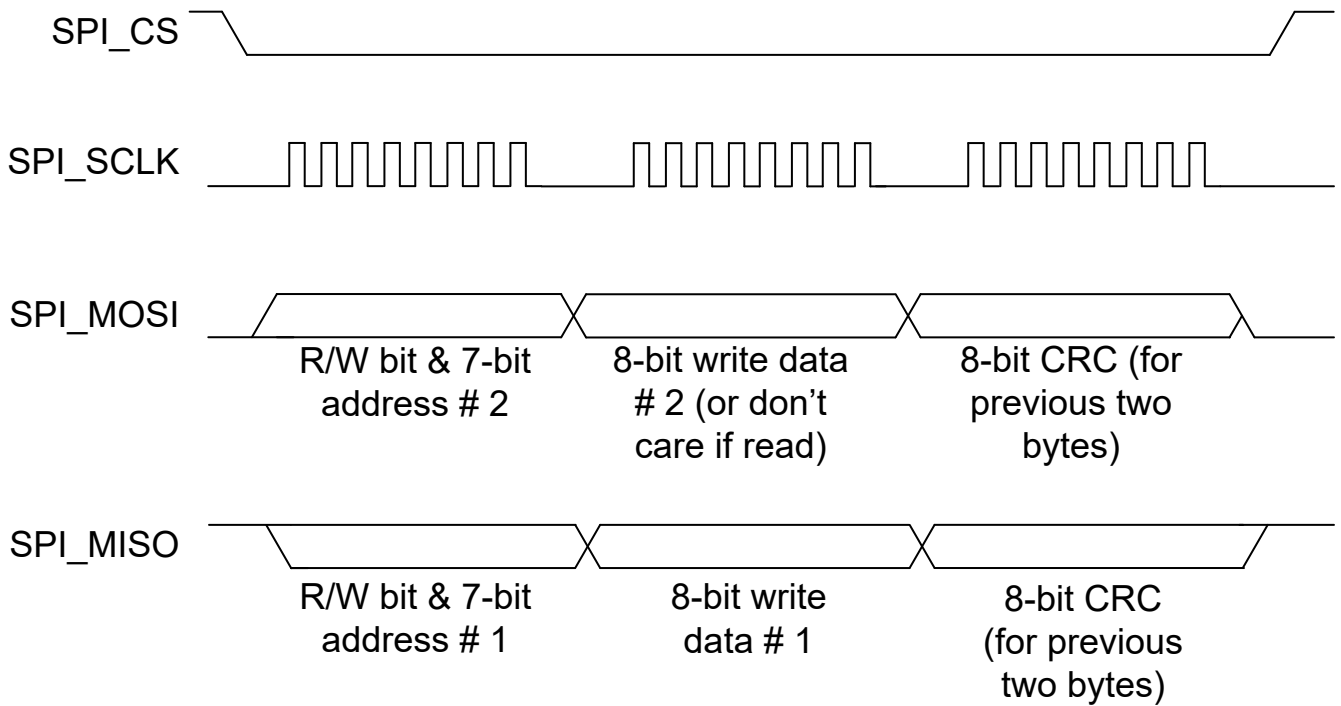 SPI_CS
SPI_SCLK
SPI_MOSI
R/W bit & 7-bit
address # 2
8-bit write data
# 2 (or don’t
care if read)
8-bit CRC (for
previous two
bytes)
SPI_MISO
R/W bit & 7-bit
address # 1
8-bit write
data # 1
8-bit CRC
(for previous
two bytes)